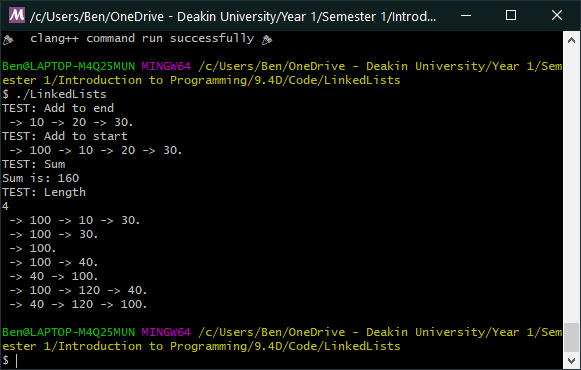 /c/Users/Ben/OneDrive - Deakin University/Year 1/Semester 1/Introd...
clang++ command run successfully
Ben@LAPTOP-M4Q25MUN MINGW64 /c/Users/Ben/OneDrive - Deakin University/Year 1/Sem
ester 1/Introduction to Programming/9.4D/Code/LinkedLists
$ ./LinkedLists
TEST: Add to end
-> 10 -> 20 -> 30.
TEST: Add to start
-> 100 -> 10 -> 20 -> 30.
TEST: Sum
Sum is: 160
TEST: Length
4
-> 100 -> 10 -> 30.
-> 100 -> 30.
-> 100.
-> 100 -> 40.
-> 40 -> 100.
-> 100 -> 120 -> 40.
-> 40 -> 120 -> 100.
Ben@LAPTOP-M4Q25MUN MINGW64 /c/Users/Ben/OneDrive - Deakin University/Year 1/Sem
ester 1/Introduction to Programming/9.4D/Code/LinkedLists
$